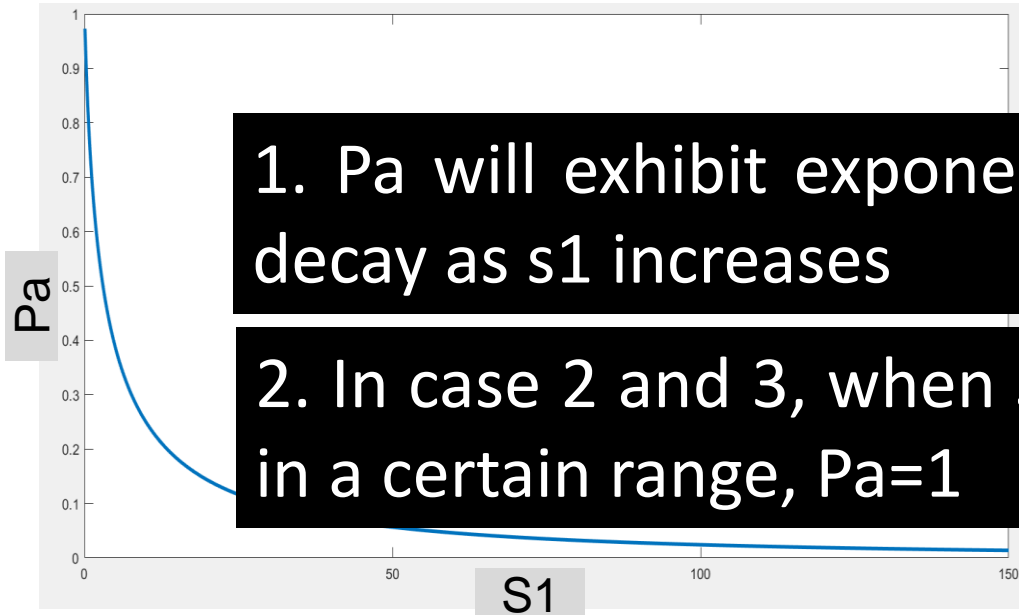 1
0.9
0.8
0.7
0.6
0.5
0.4
0.3
0.2
0.1
0
Pa
1. Pa will exhibit
decay as s1 increases
2. In case 2 and 3, when
in a certain range, Pa=1
0
50
100
150
S1